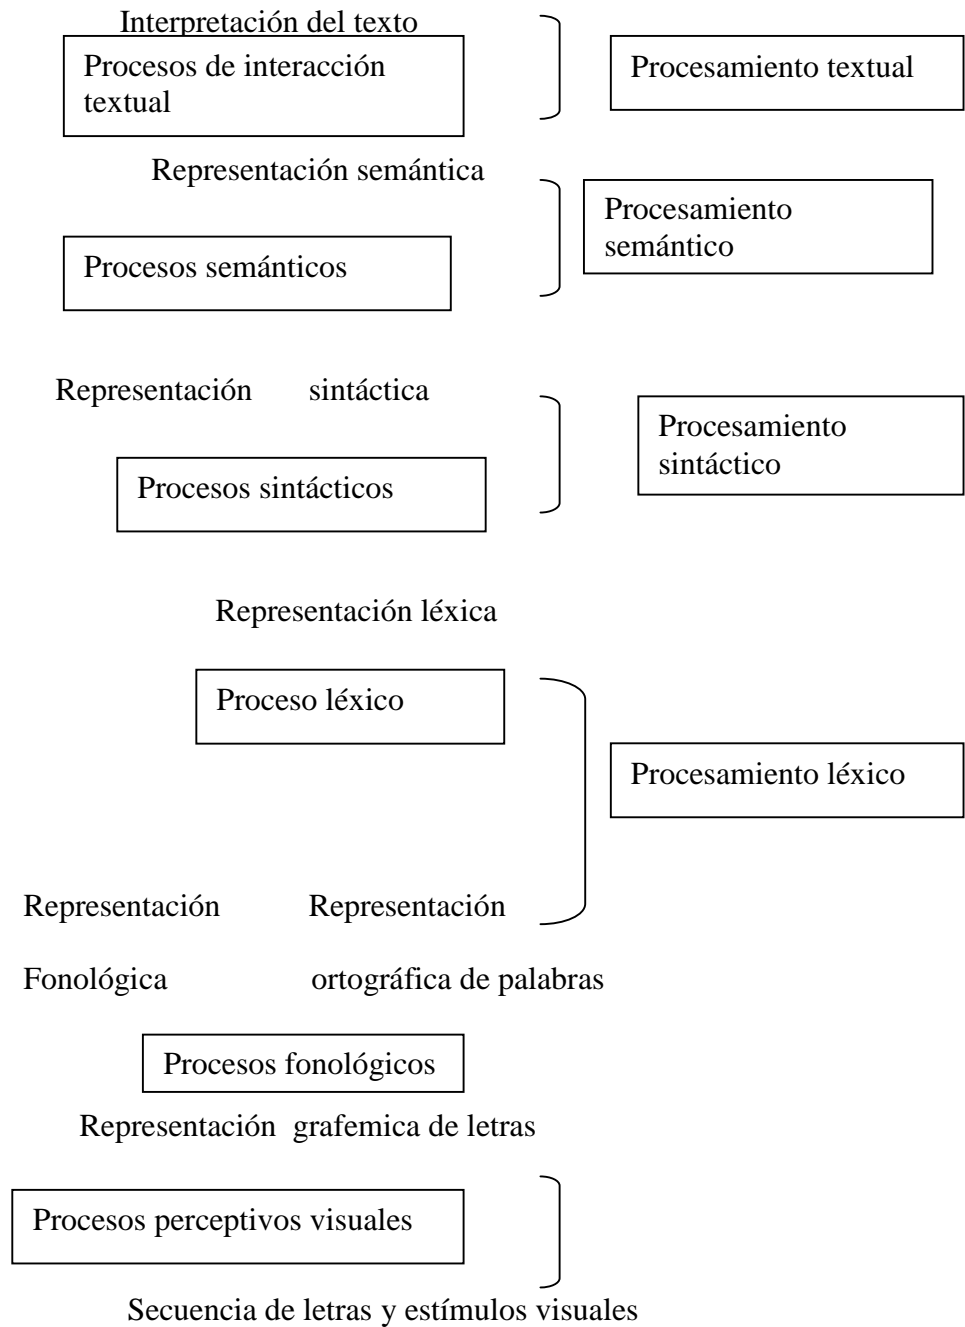 Interpretación del texto
Procesos de interacción
textual
Procesamiento textual
Representación semántica
Procesamiento
semántico
Procesos semánticos
Representación sintáctica
Procesamiento
sintáctico
Procesos sintácticos
Representación léxica
Proceso léxico
Procesamiento léxico
Representación Representación
Fonológica ortográfica de palabras
Procesos fonológicos
Representación grafemica de letras
Procesos perceptivos visuales
Secuencia de letras y estímulos visuales